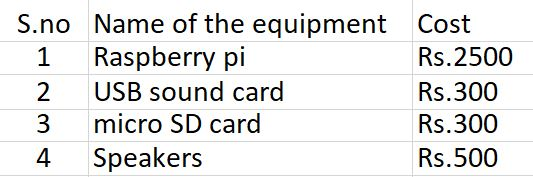 S.no Name of the equipment Cost
1 Raspberry pi Rs.2500
2 USB sound card Rs.300
3 micro SD card Rs.300
4 Speakers Rs.500